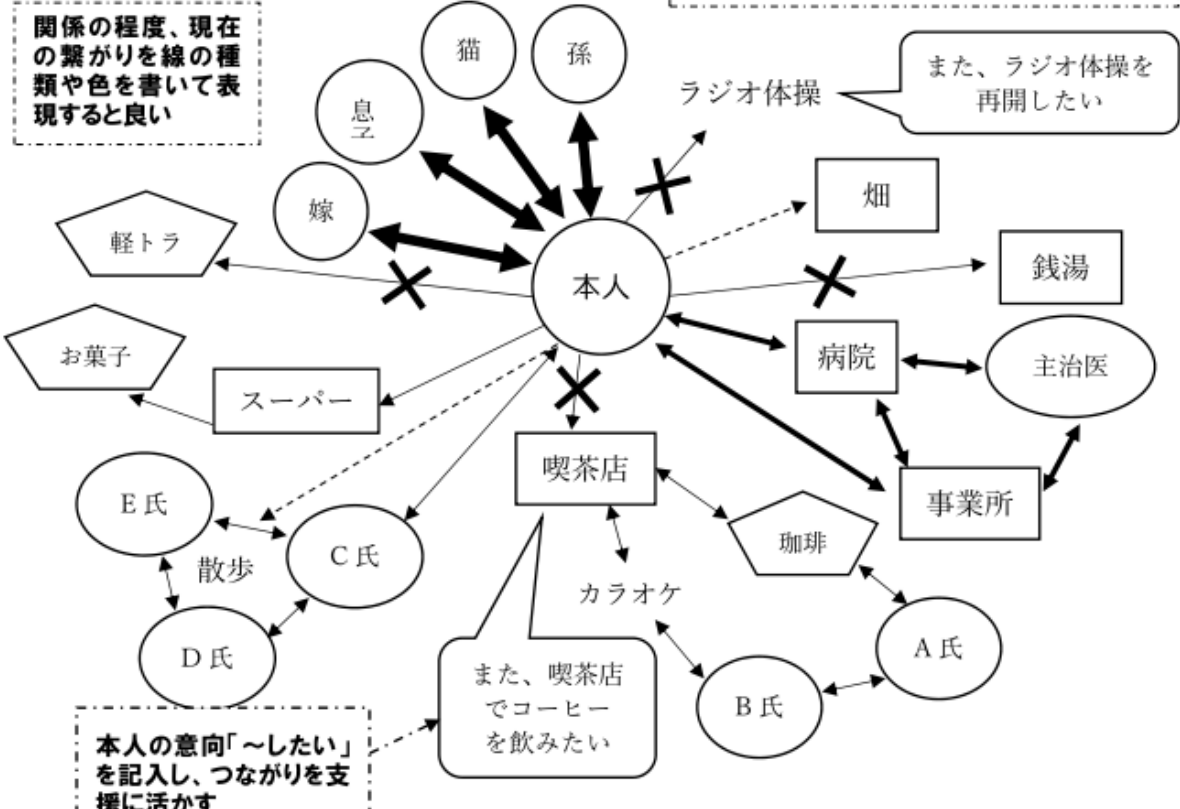 関係の程度、現在
の繋がりを線の種
類や色を書いて表
現すると良い
猫
孫
息
子
嫁
ラジオ体操
また、ラジオ体操を
再開したい
畑
軽トラ
本人
銭湯
お菓子
スーパー
病院
主治医
喫茶店
事業所
E氏
C氏
散歩
珈琲
カラオケ
D氏
A氏
B氏
また、喫茶店
でコーヒー
を飲みたい
本人の意向「～したい」
を記入し、つながりを支
援に活かす